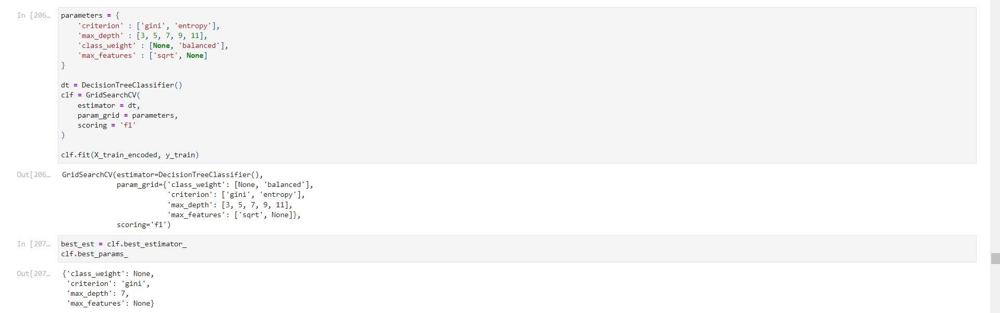 In [206…
parameters = {
    'criterion' : ['gini', 'entropy'],
    'max_depth' : [3, 5, 7, 9, 11],
    'class_weight' : [None, 'balanced'],
    'max_features' : ['sqrt', None]
}
dt = DecisionTreeClassifier()
clf = GridSearchCV(
    estimator = dt,
    param_grid = parameters,
    scoring = 'f1'
)
clf.fit(X_train_encoded, y_train)
Out[206…
GridSearchCV(estimator=DecisionTreeClassifier(),
             param_grid={'class_weight': [None, 'balanced'],
                         'criterion': ['gini', 'entropy'],
                         'max_depth': [3, 5, 7, 9, 11],
                         'max_features': ['sqrt', None]},
             scoring='f1')
In [207…
best_est = clf.best_estimator_
clf.best_params_
Out[207…
{'class_weight': None,
 'criterion': 'gini',
 'max_depth': 7,
 'max_features': None}